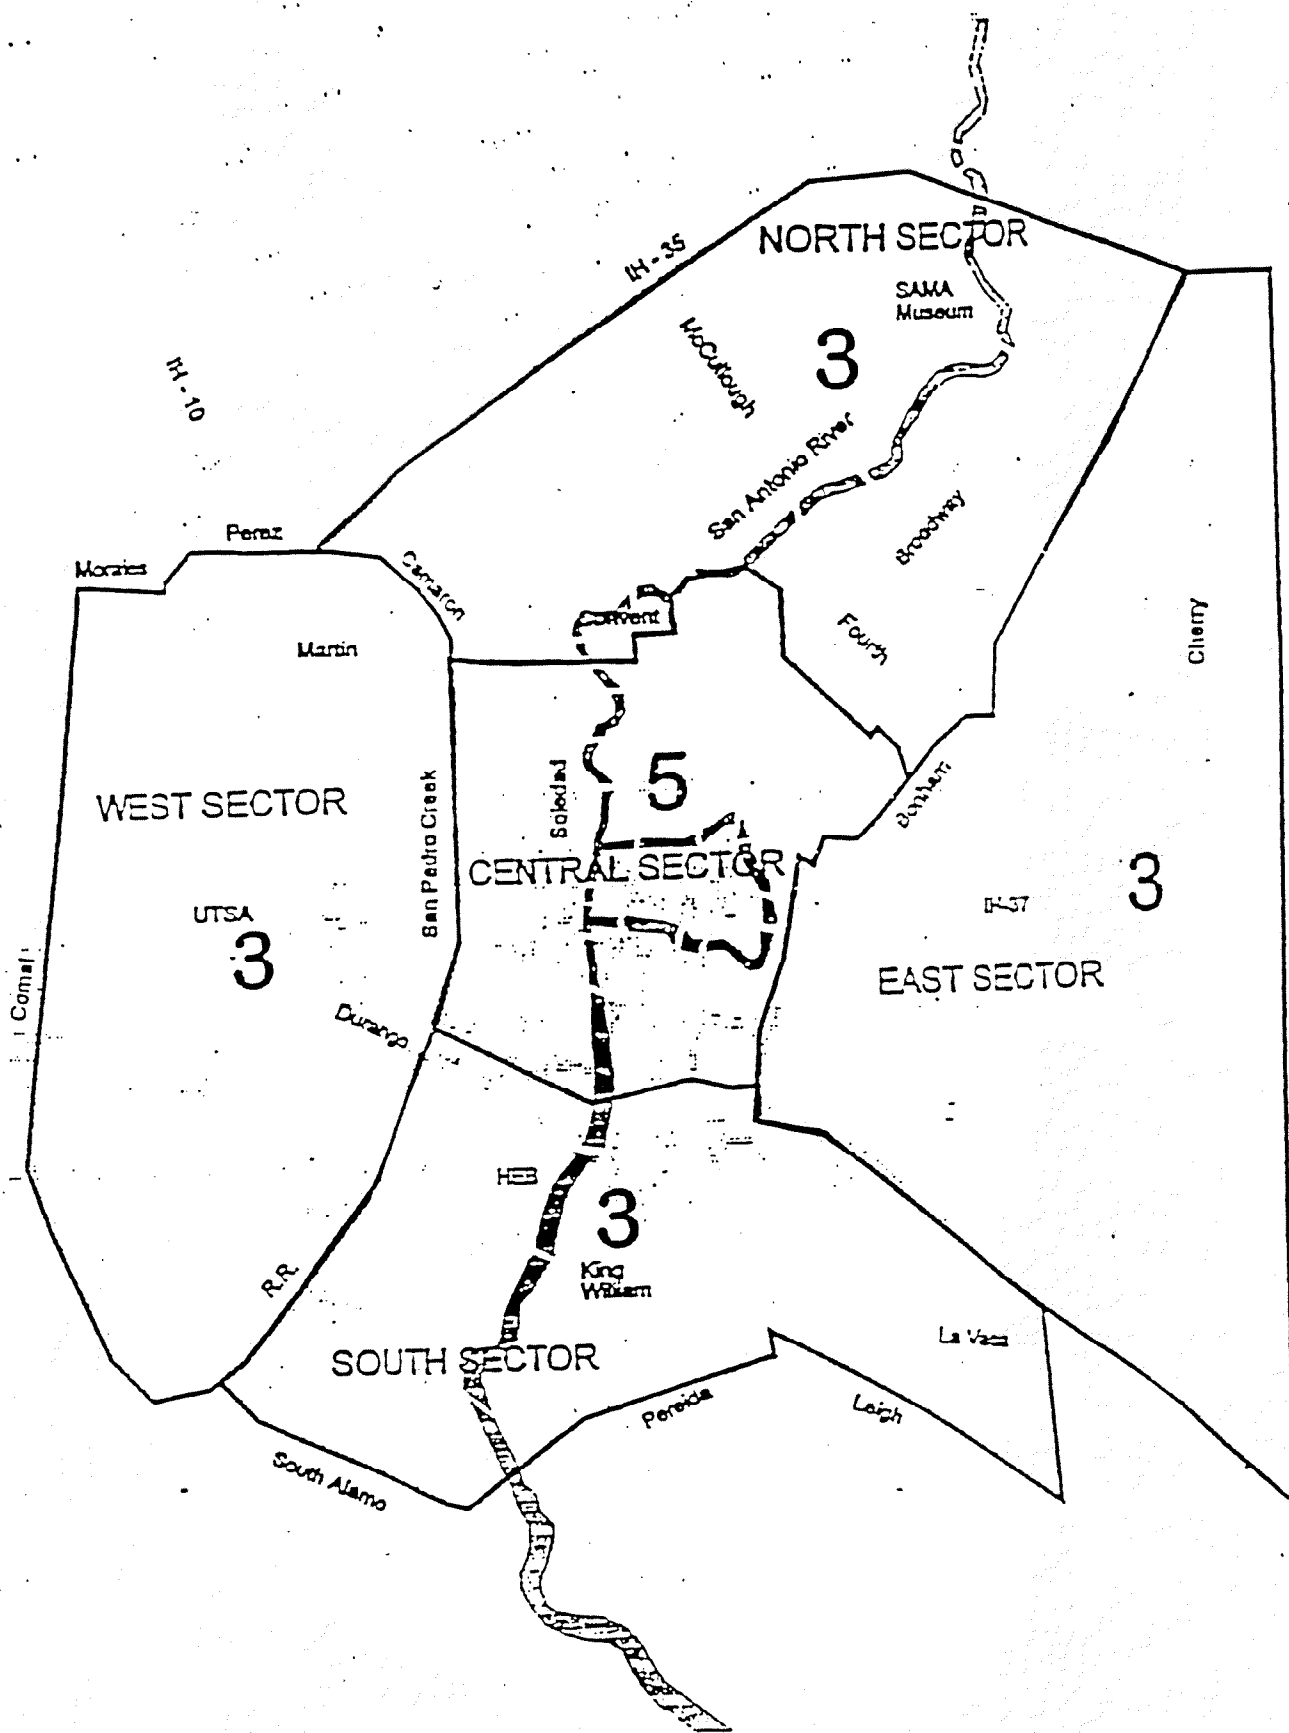 NORTH SECTOR
IH - 35
SAMA
Museum
McCullough
3
IH - 10
San Antonio River
Broadway
Perez
Morales
Camaron
Convent
Fourth
Cherry
Martin
5
Soledad
WEST SECTOR
San Pedro Creek
Bonham
CENTRAL SECTOR
3
UTSA
3
IH-37
EAST SECTOR
Comal
Durango
HEB
3
King
William
R.R.
La Vaca
SOUTH SECTOR
Pereida
Leigh
South Alamo